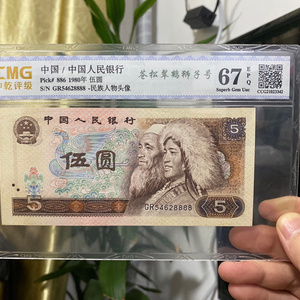 CMG
中乾评级
中国 / 中国人民银行
Pick# 886 1980年 伍圆
S/N GR54628888 -民族人物头像
苍松翠鹤狮子号
67 EPQ
Superb Gem Unc
中国人民银行
5
伍圆
5
GR54628888
5